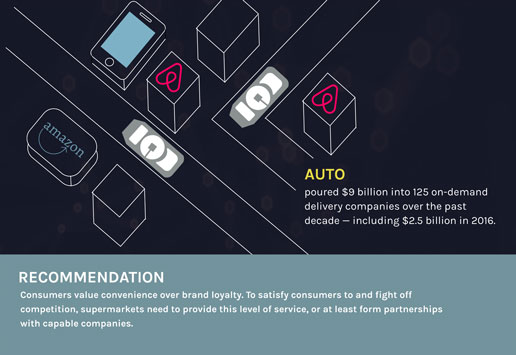 amazon
AUTO
poured $9 billion into 125 on-demand
delivery companies over the past
decade — including $2.5 billion in 2016.
RECOMMENDATION
Consumers value convenience over brand loyalty. To satisfy consumers to and fight off
competition, supermarkets need to provide this level of service, or at least form partnerships
with capable companies.